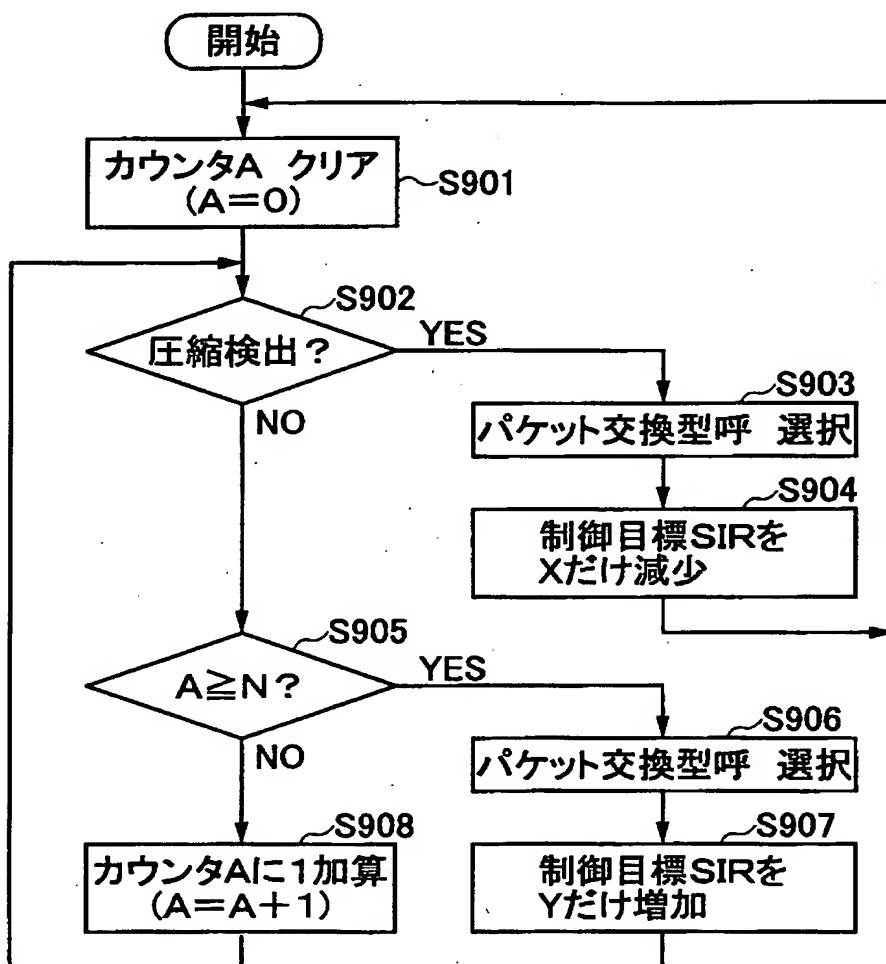 開始
カウンタA クリア
(A=0)
S901
S902
圧縮検出？
YES
NO
S903
パケット交換型呼 選択
S904
制御目標SIRを
Xだけ減少
S905
A≧N？
YES
NO
S906
パケット交換型呼 選択
S908
カウンタAに1加算
(A=A+1)
S907
制御目標SIRを
Yだけ増加